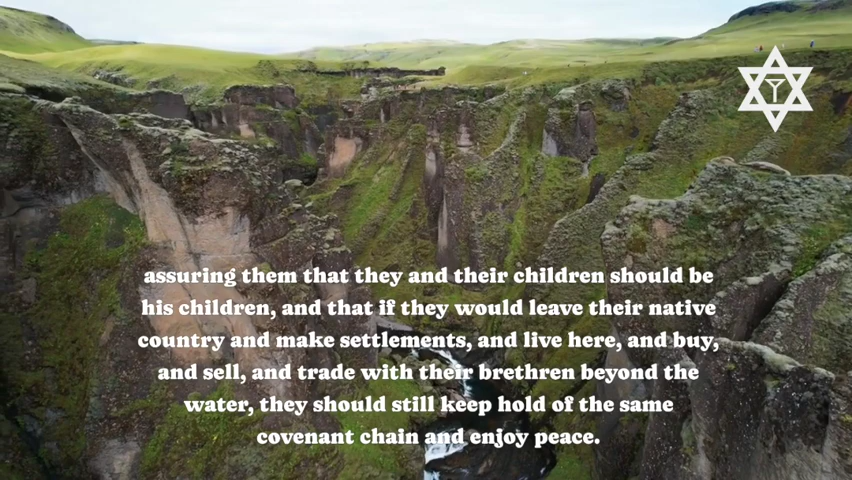 assuring them that they and their children should be
his children, and that if they would leave their native
country and make settlements, and live here, and buy,
and sell, and trade with their brethren beyond the
water, they should still keep hold of the same
covenant chain and enjoy peace.